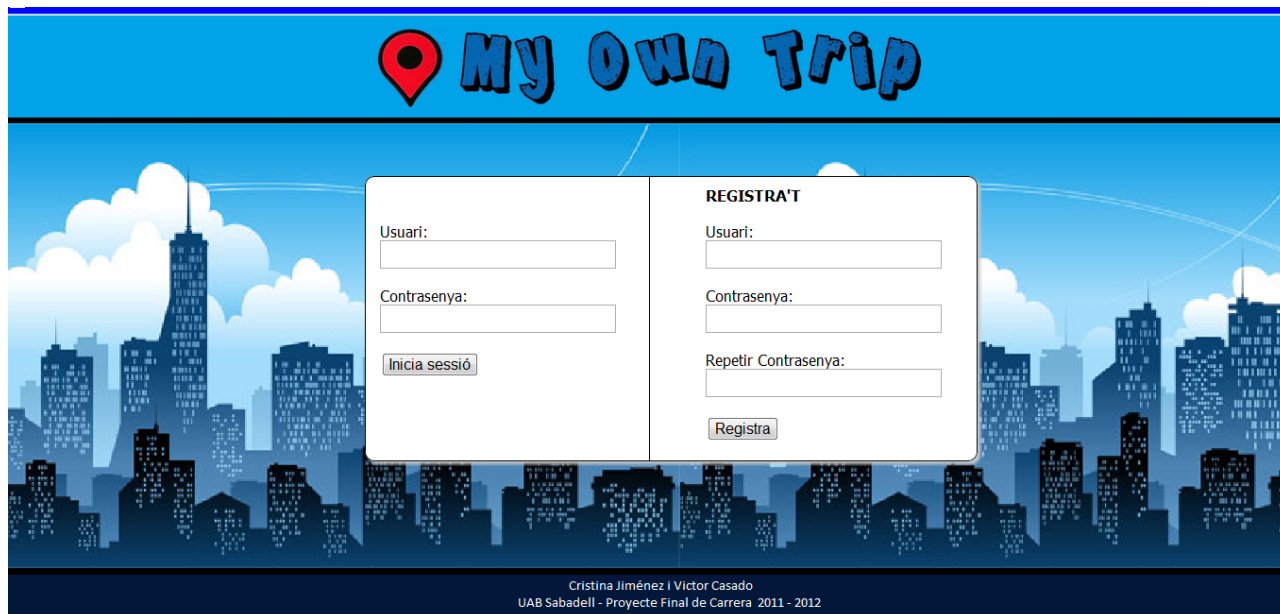 My Own Trip
Usuari:
Contrasenya:
Inicia sessió
REGISTRA'T
Usuari:
Contrasenya:
Repetir Contrasenya:
Registra
Cristina Jiménez i Victor Casado
UAB Sabadell - Proyecte Final de Carrera 2011 - 2012